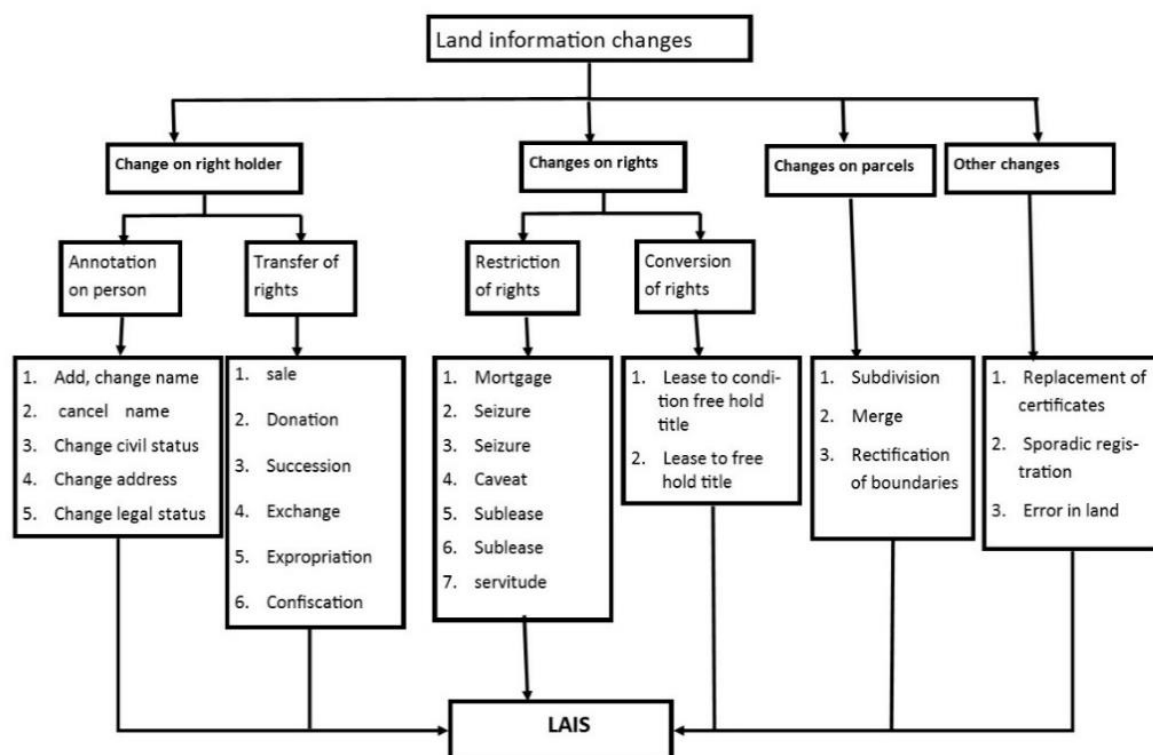 Land information changes
Change on right holder
Changes on rights
Changes on parcels
Other changes
Annotation
on person
Transfer of
rights
Restriction
of rights
Conversion
of rights
1. Add, change name
2. cancel name
3. Change civil status
4. Change address
5. Change legal status
1. sale
2. Donation
3. Succession
4. Exchange
5. Expropriation
6. Confiscation
1. Mortgage
2. Seizure
3. Seizure
4. Caveat
5. Sublease
6. Sublease
7. servitude
1. Lease to condi-
tion free hold
title
2. Lease to free
hold title
1. Subdivision
2. Merge
3. Rectification
of boundaries
1. Replacement of
certificates
2. Sporadic regis-
tration
3. Error in land
LAIS